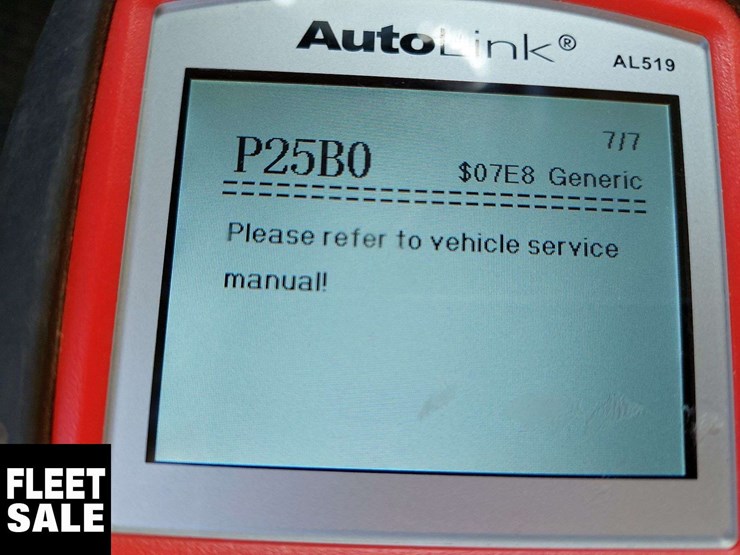 AutoLink®
AL519
7/7
P25B0
$07E8 Generic
Please refer to vehicle service
manual!
FLEET
SALE